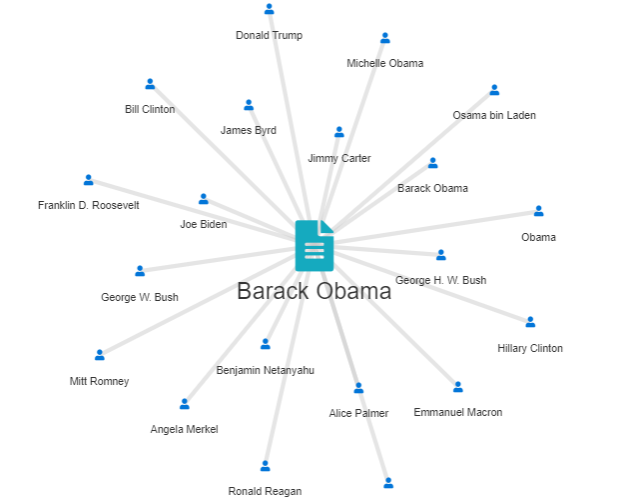 Donald Trump
Michelle Obama
Bill Clinton
Osama bin Laden
James Byrd
Jimmy Carter
Barack Obama
Franklin D. Roosevelt
Joe Biden
Obama
George H. W. Bush
Barack Obama
George W. Bush
Hillary Clinton
Benjamin Netanyahu
Mitt Romney
Alice Palmer
Emmanuel Macron
Angela Merkel
Ronald Reagan